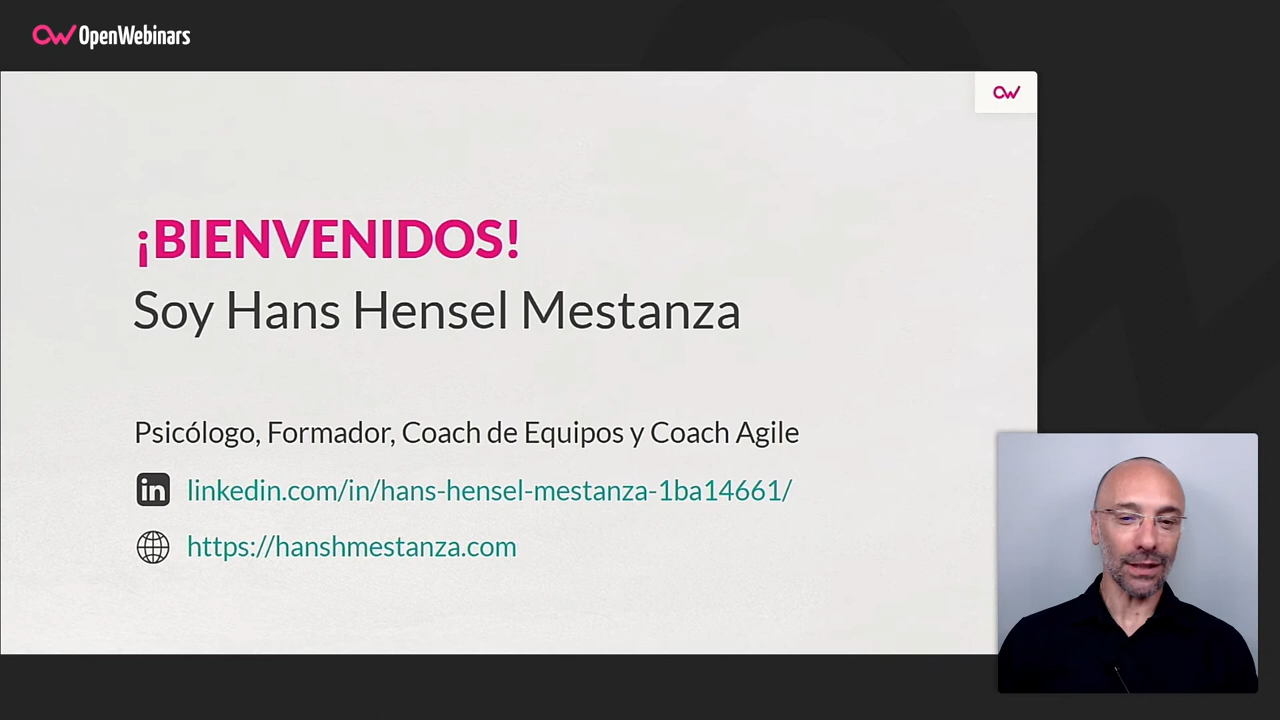 OpenWebinars
¡BIENVENIDOS!
Soy Hans Hensel Mestanza
Psicólogo, Formador, Coach de Equipos y Coach Agile
in linkedin.com/in/hans-hensel-mestanza-1ba14661/
https://hanshmestanza.com